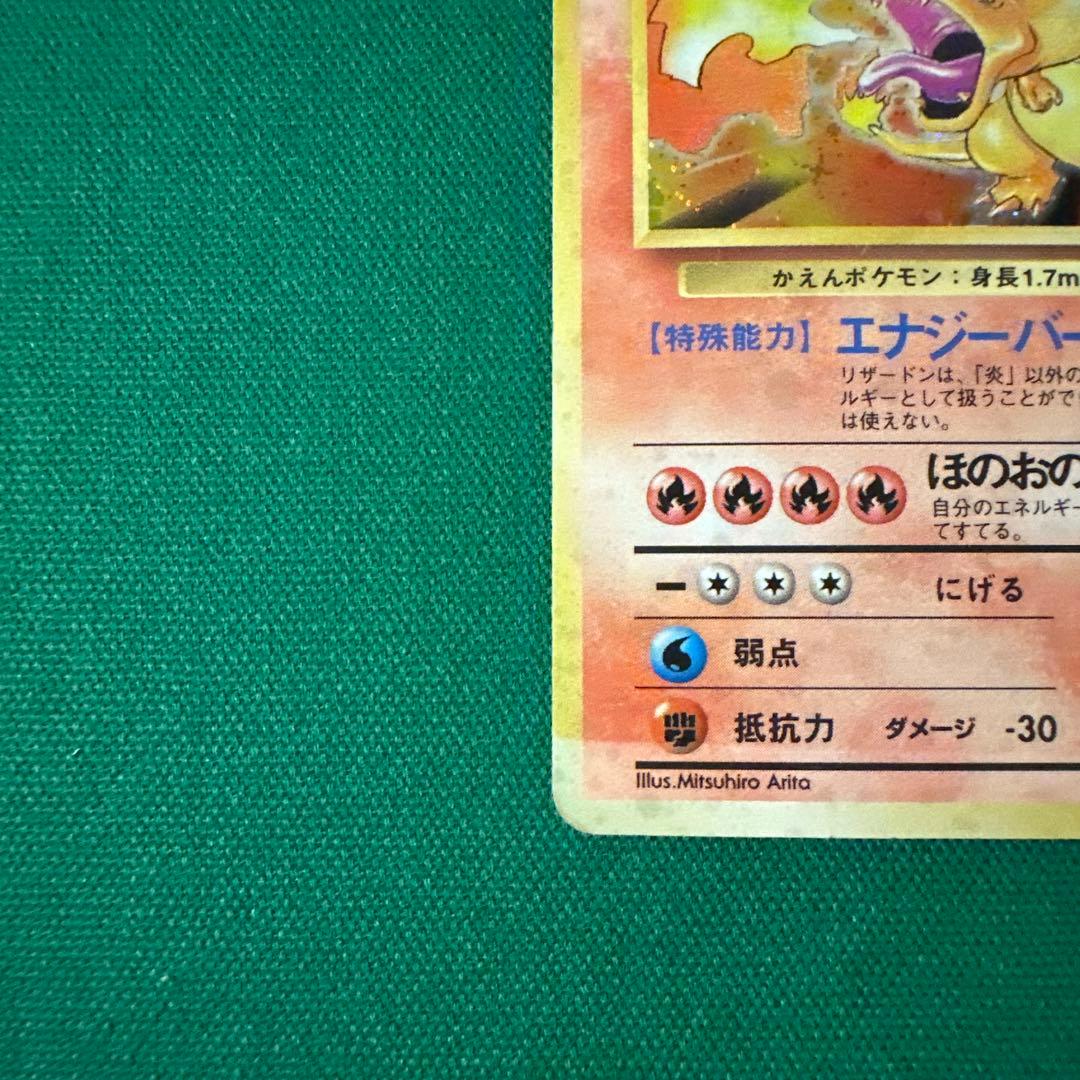 かえんポケモン：身長1.7m
【特殊能力】 エナジーバー
リザードンは、「炎」以外の
ルギーとして扱うことがで
は使えない。
ほのおの
自分のエネルギー
てすてる。
にげる
弱点
抵抗力 ダメージ -30
Illus.Mitsuhiro Arita